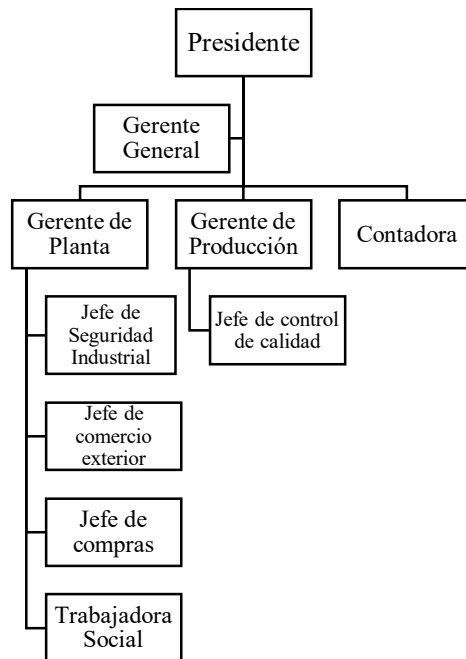 Presidente
Gerente
General
Gerente de
Planta
Gerente de
Producción
Contadora
Jefe de
Seguridad
Industrial
Jefe de control
de calidad
Jefe de
comercio
exterior
Jefe de
compras
Trabajadora
Social